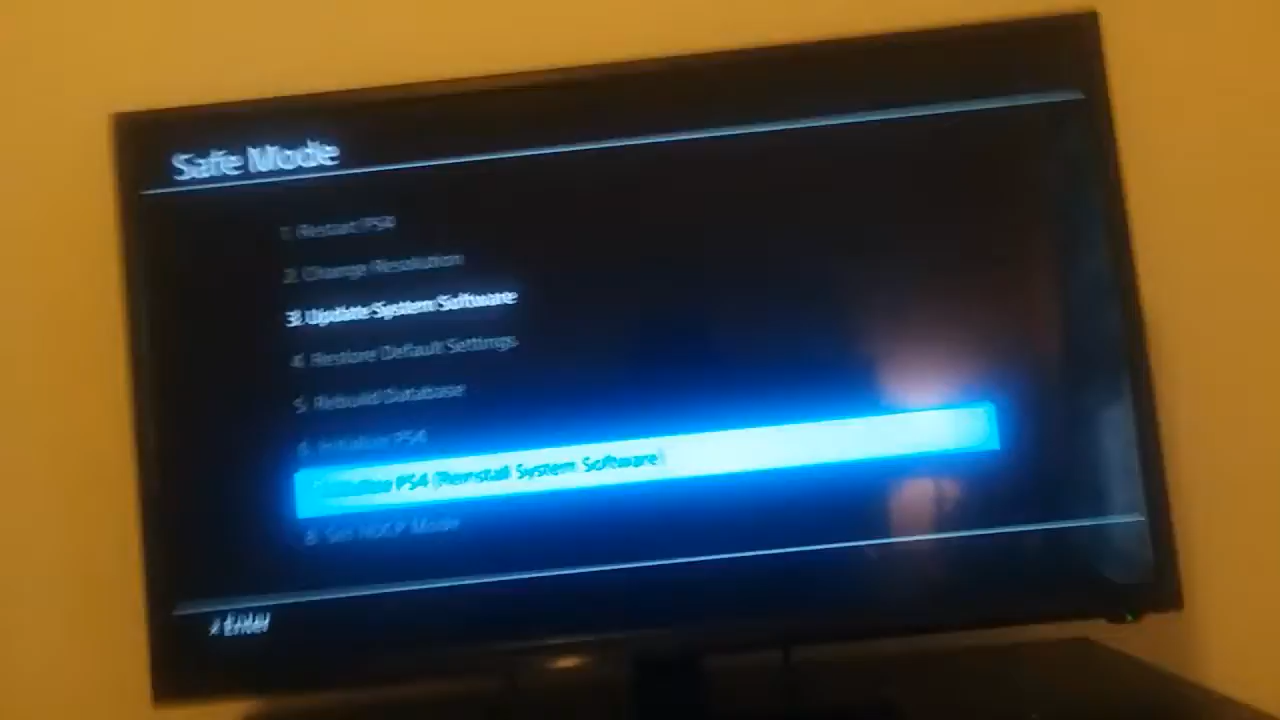 Safe Mode
1. Restart PS4
2. Change Resolution
3. Update System Software
4. Restore Default Settings
5. Rebuild Database
6. Initialize PS4
Initialize PS4 (Reinstall System Software)
8. Set HDCP Mode
X Enter